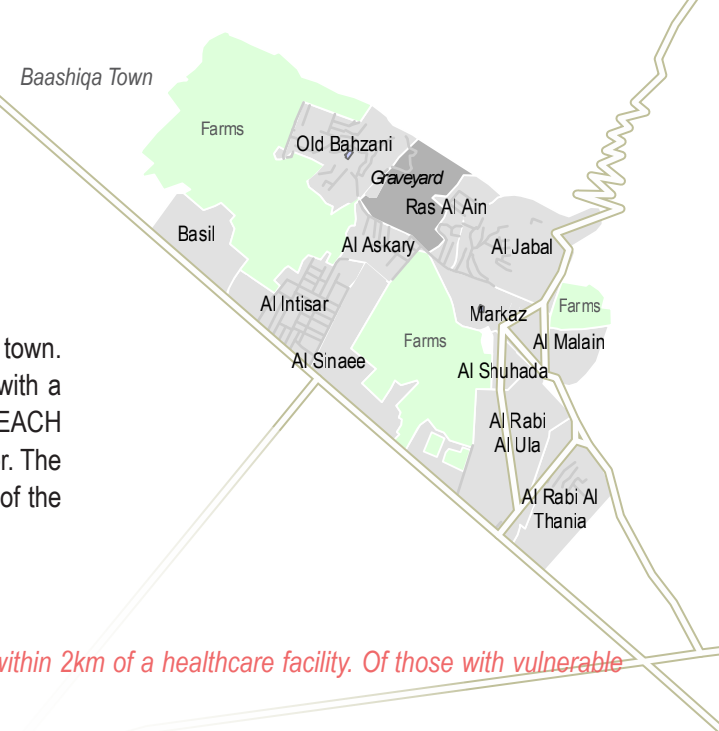 Baashiqa Town
Farms
Old Bahzani
Graveyard
Ras Al Ain
Basil
Al Askary
Al Jabal
Al Intisar
Markaz
Farms
Farms
Al Malain
Al Sinaee
Al Shuhada
Al Rabi
Al Ula
Al Rabi Al
Thania
town.
with a
EACH
r. The
of the
within 2km of a healthcare facility. Of those with vulnerable